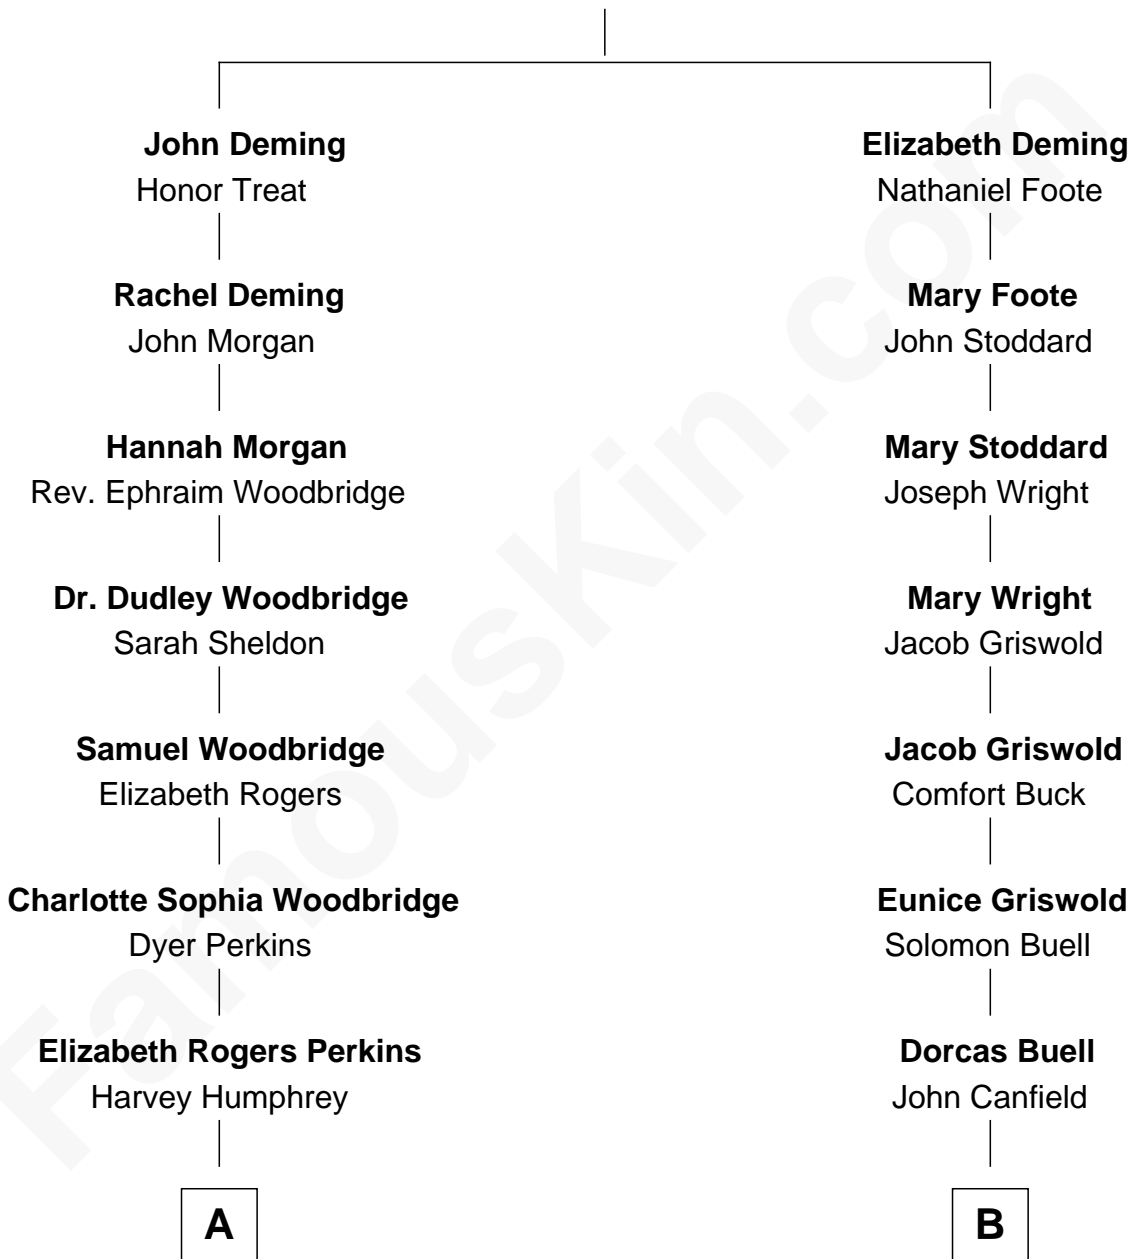 John Deming
Honor Treat
Rachel Deming
John Morgan
Hannah Morgan
Rev. Ephraim Woodbridge
Dr. Dudley Woodbridge
Sarah Sheldon
Samuel Woodbridge
Elizabeth Rogers
Charlotte Sophia Woodbridge
Dyer Perkins
Elizabeth Rogers Perkins
Harvey Humphrey
A
Elizabeth Deming
Nathaniel Foote
Mary Foote
John Stoddard
Mary Stoddard
Joseph Wright
Mary Wright
Jacob Griswold
Jacob Griswold
Comfort Buck
Eunice Griswold
Solomon Buell
Dorcas Buell
John Canfield
B
FamousKin.com